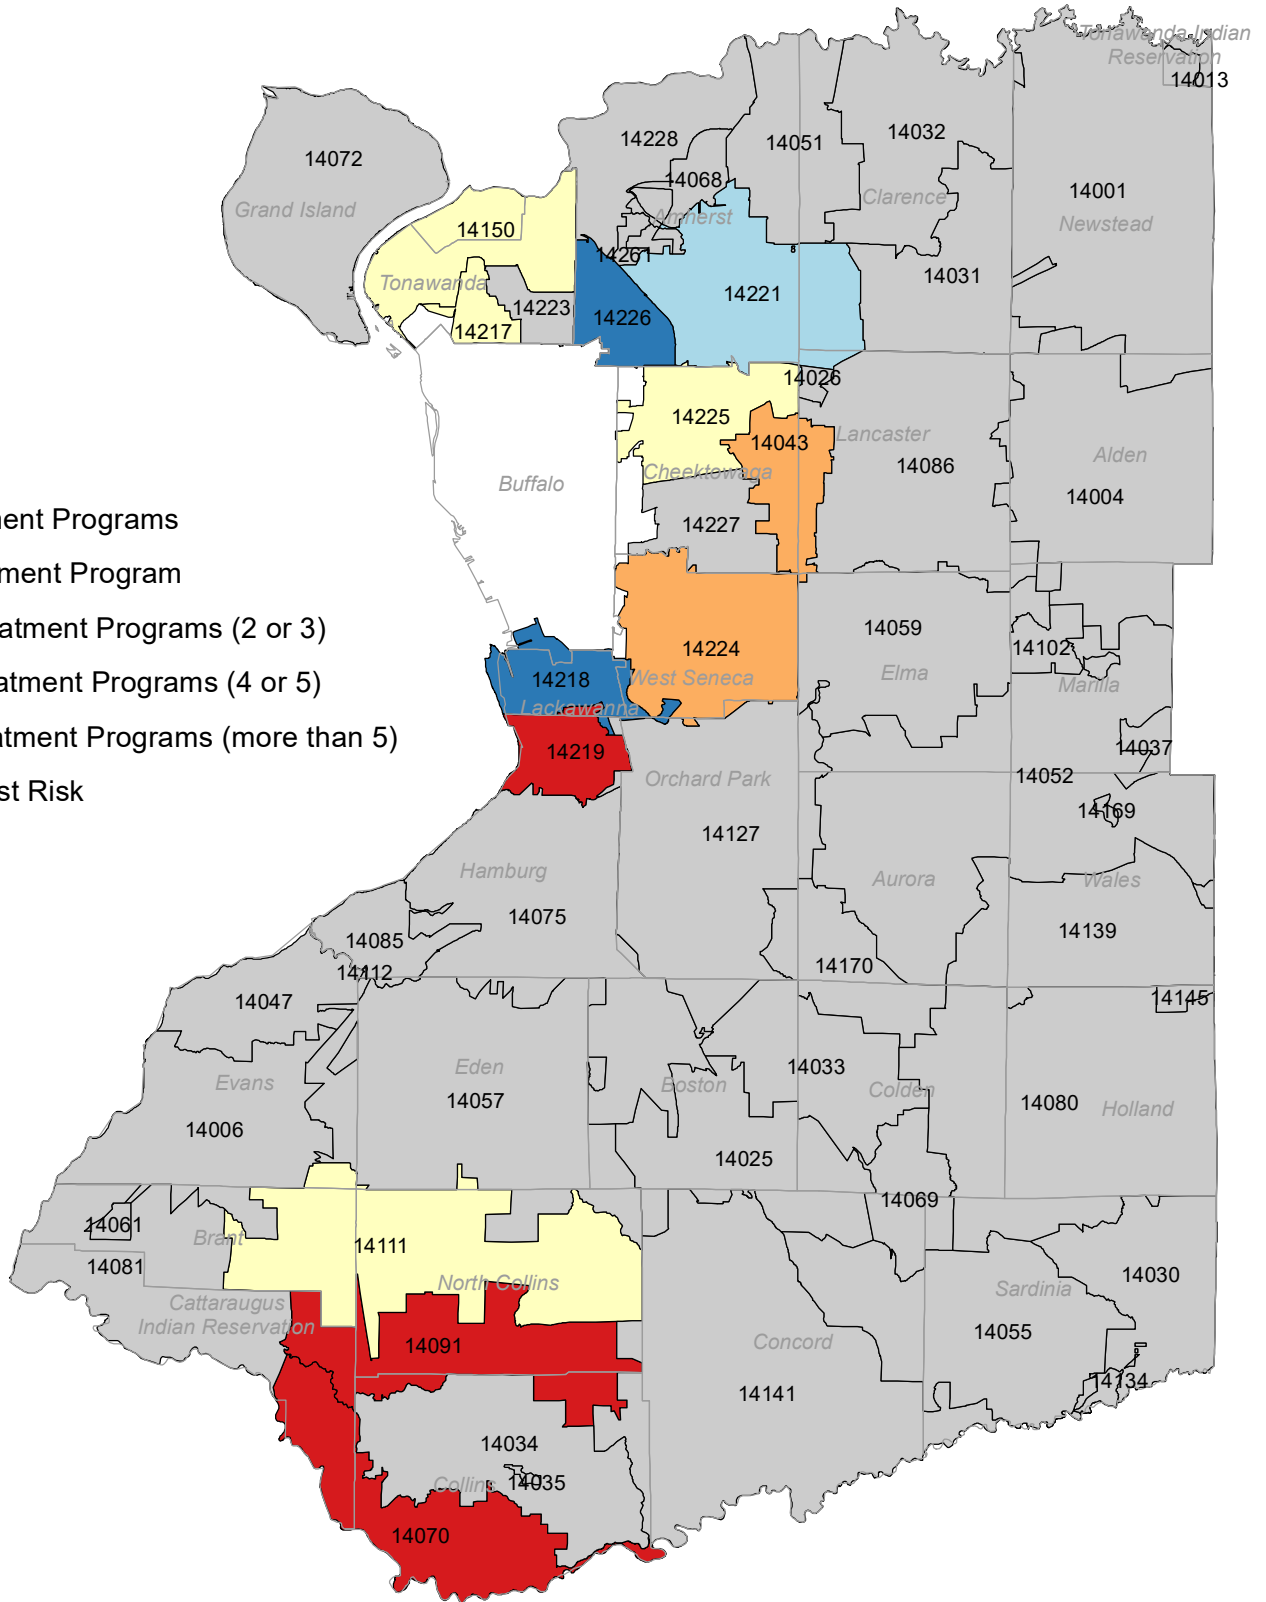 Tonawanda Indian
Reservation
14013
14228
14051
14032
14072
14068
14001
Grand Island
Amherst
Clarence
Newstead
14150
14261
14031
Tonawanda
14221
14223
14226
14217
14026
14225
14043
Lancaster
14086
Alden
Cheektowaga
Buffalo
14004
14227
ment Programs
tment Program
eatment Programs (2 or 3)
14059
14102
14224
Elma
14218
West Seneca
Marilla
eatment Programs (4 or 5)
Lackawanna
14219
14037
atment Programs (more than 5)
Orchard Park
14052
st Risk
14169
14127
Hamburg
Aurora
Wales
14075
14139
14085
14112
14170
14047
14145
Eden
14033
Evans
Boston
Colden
14057
14080
Holland
14006
14025
14069
14061
Brant
14111
14081
North Collins
Sardinia
14030
Cattaraugus
Indian Reservation
14055
14091
Concord
14141
14134
14034
Collins
14035
14070